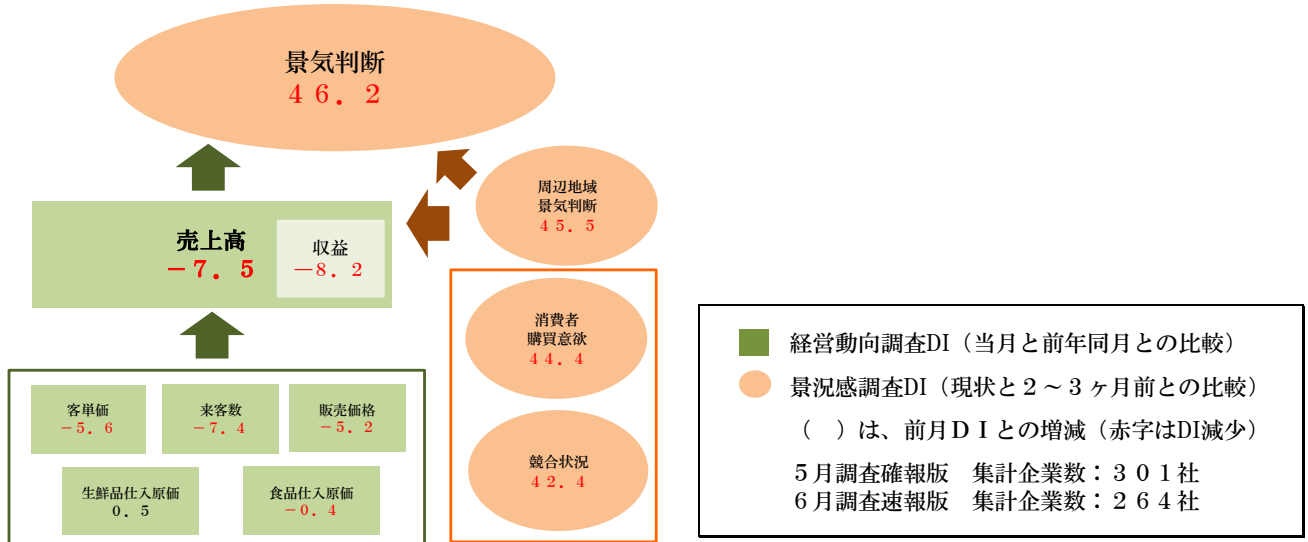 景気判断
４６．２
周辺地域
景気判断
４５．５
売上高
－７．５
収益
－８．２
消費者
購買意欲
４４．４
客単価
－５．６
来客数
－７．４
販売価格
－５．２
競合状況
４２．４
生鮮品仕入原価
０．５
食品仕入原価
－０．４
経営動向調査DI（当月と前年同月との比較）
景況感調査DI（現状と２～３ヶ月前との比較）
（　）は、前月ＤＩとの増減（赤字はDI減少）
５月調査確報版　集計企業数：３０１社
６月調査速報版　集計企業数：２６４社